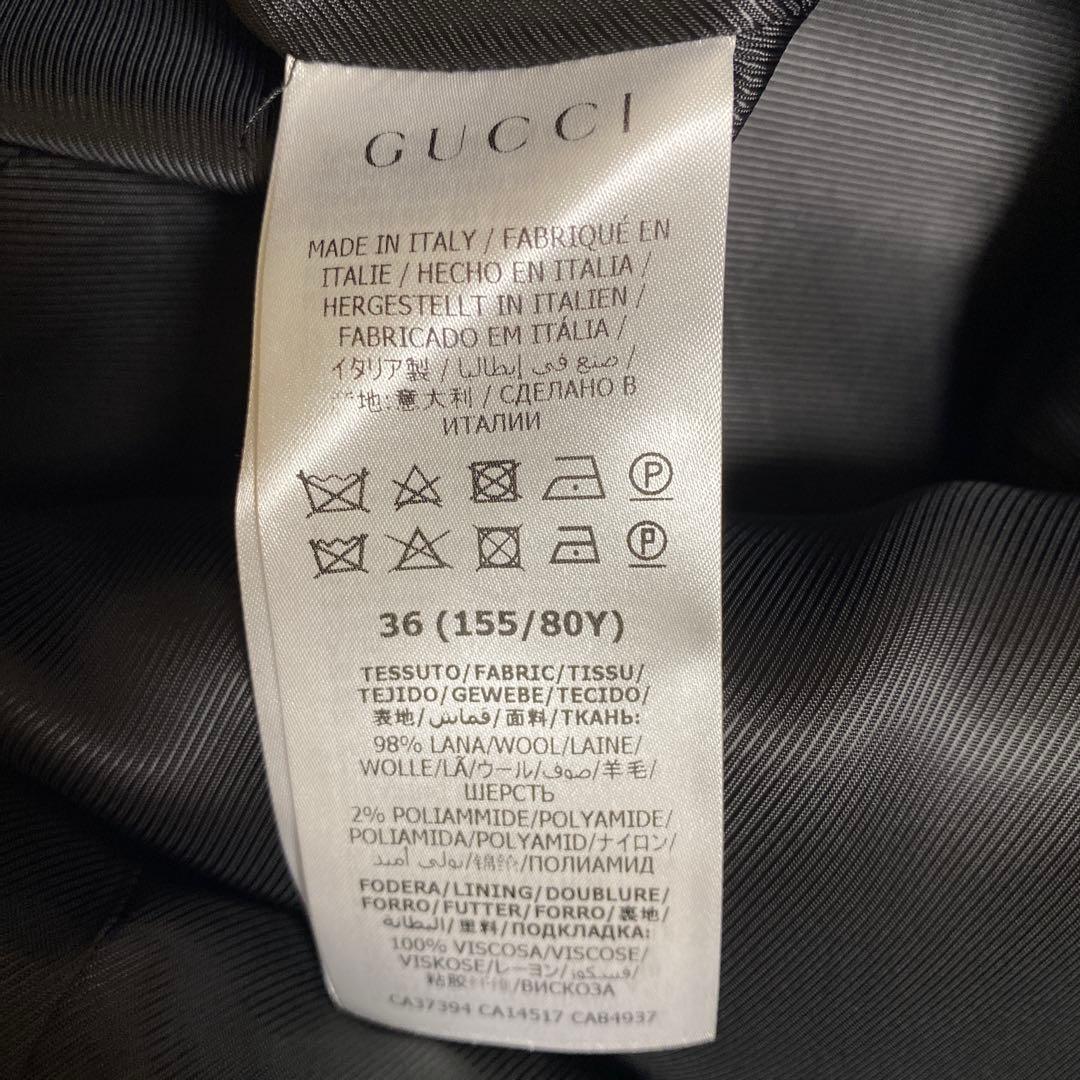 GUCCI
MADE IN ITALY / FABRIQUÉ EN
ITALIE / HECHO EN ITALIA /
HERGESTELLT IN ITALIEN /
FABRICADO EM ITÁLIA /
イタリア製 / صنع في إيطاليا /
地:意大利 / СДЕЛАНО В
ИТАЛИИ
P
P
36 (155/80Y)
TESSUTO/FABRIC/TISSU/
TEJIDO/GEWEBE/TECIDO/
表地/قماش/面料/ТКАНЬ:
98% LANA/WOOL/LAINE/
WOLLE/LÃ/ウール/صوف/羊毛/
ШЕРСТЬ
2% POLIAMMIDE/POLYAMIDE/
POLIAMIDA/POLYAMID/ナイロン/
بولي أميد/锦纶/ПОЛИАМИД
FODERA/LINING/DOUBLURE/
FORRO/FUTTER/FORRO/裏地/
البطانة/里料/ПОДКЛАДКА:
100% VISCOSA/VISCOSE/
VISKOSE/レーヨン/فسكوز/
粘胶纤维/ВИСКОЗА
CA37394 CA14517 CA84937